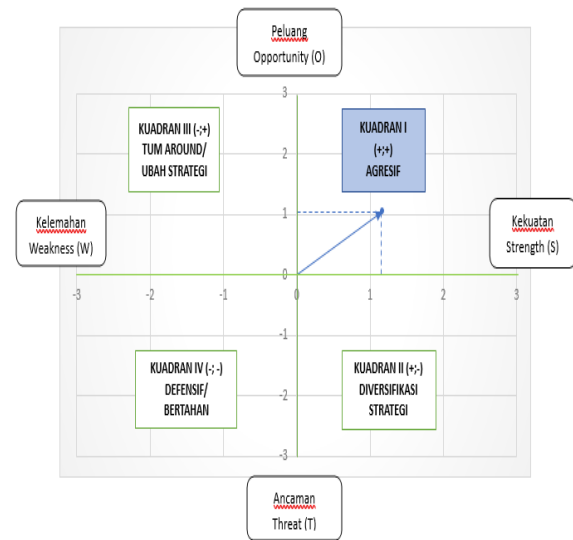 Peluang
Opportunity (O)
3
KUADRAN III (-;+)
TUM AROUND/
UBAH STRATEGI
KUADRAN I
(+;+)
AGRESIF
2
1
Kelemahan
Weakness (W)
Kekuatan
Strength (S)
0
-3
-2
-1
0
1
2
3
-1
KUADRAN IV (-; -)
DEFENSIF/
BERTAHAN
KUADRAN II (+;-)
DIVERSIFIKASI
STRATEGI
-2
-3
Ancaman
Threat (T)